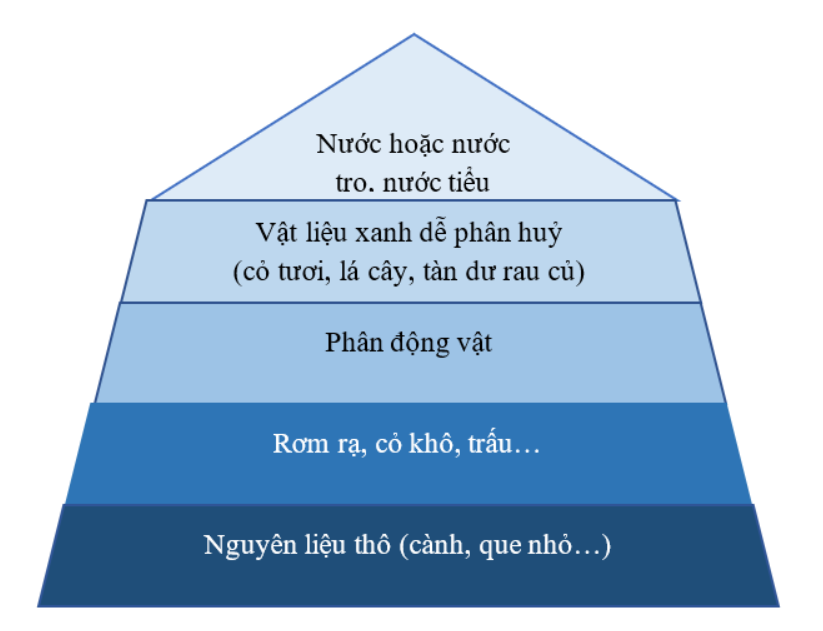 Nước hoặc nước
tro. nước tiểu
Vật liệu xanh dễ phân huỷ
(cỏ tươi, lá cây, tàn dư rau củ)
Phân động vật
Rơm rạ, cỏ khô, trấu…
Nguyên liệu thô (cành, que nhỏ…)